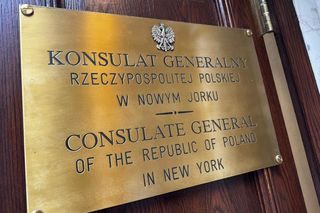 KONSULAT GENERALNY
RZECZYPOSPOLITEJ POLSKIEJ
W NOWYM JORKU
CONSULATE GENERAL
OF THE REPUBLIC OF POLAND
IN NEW YORK